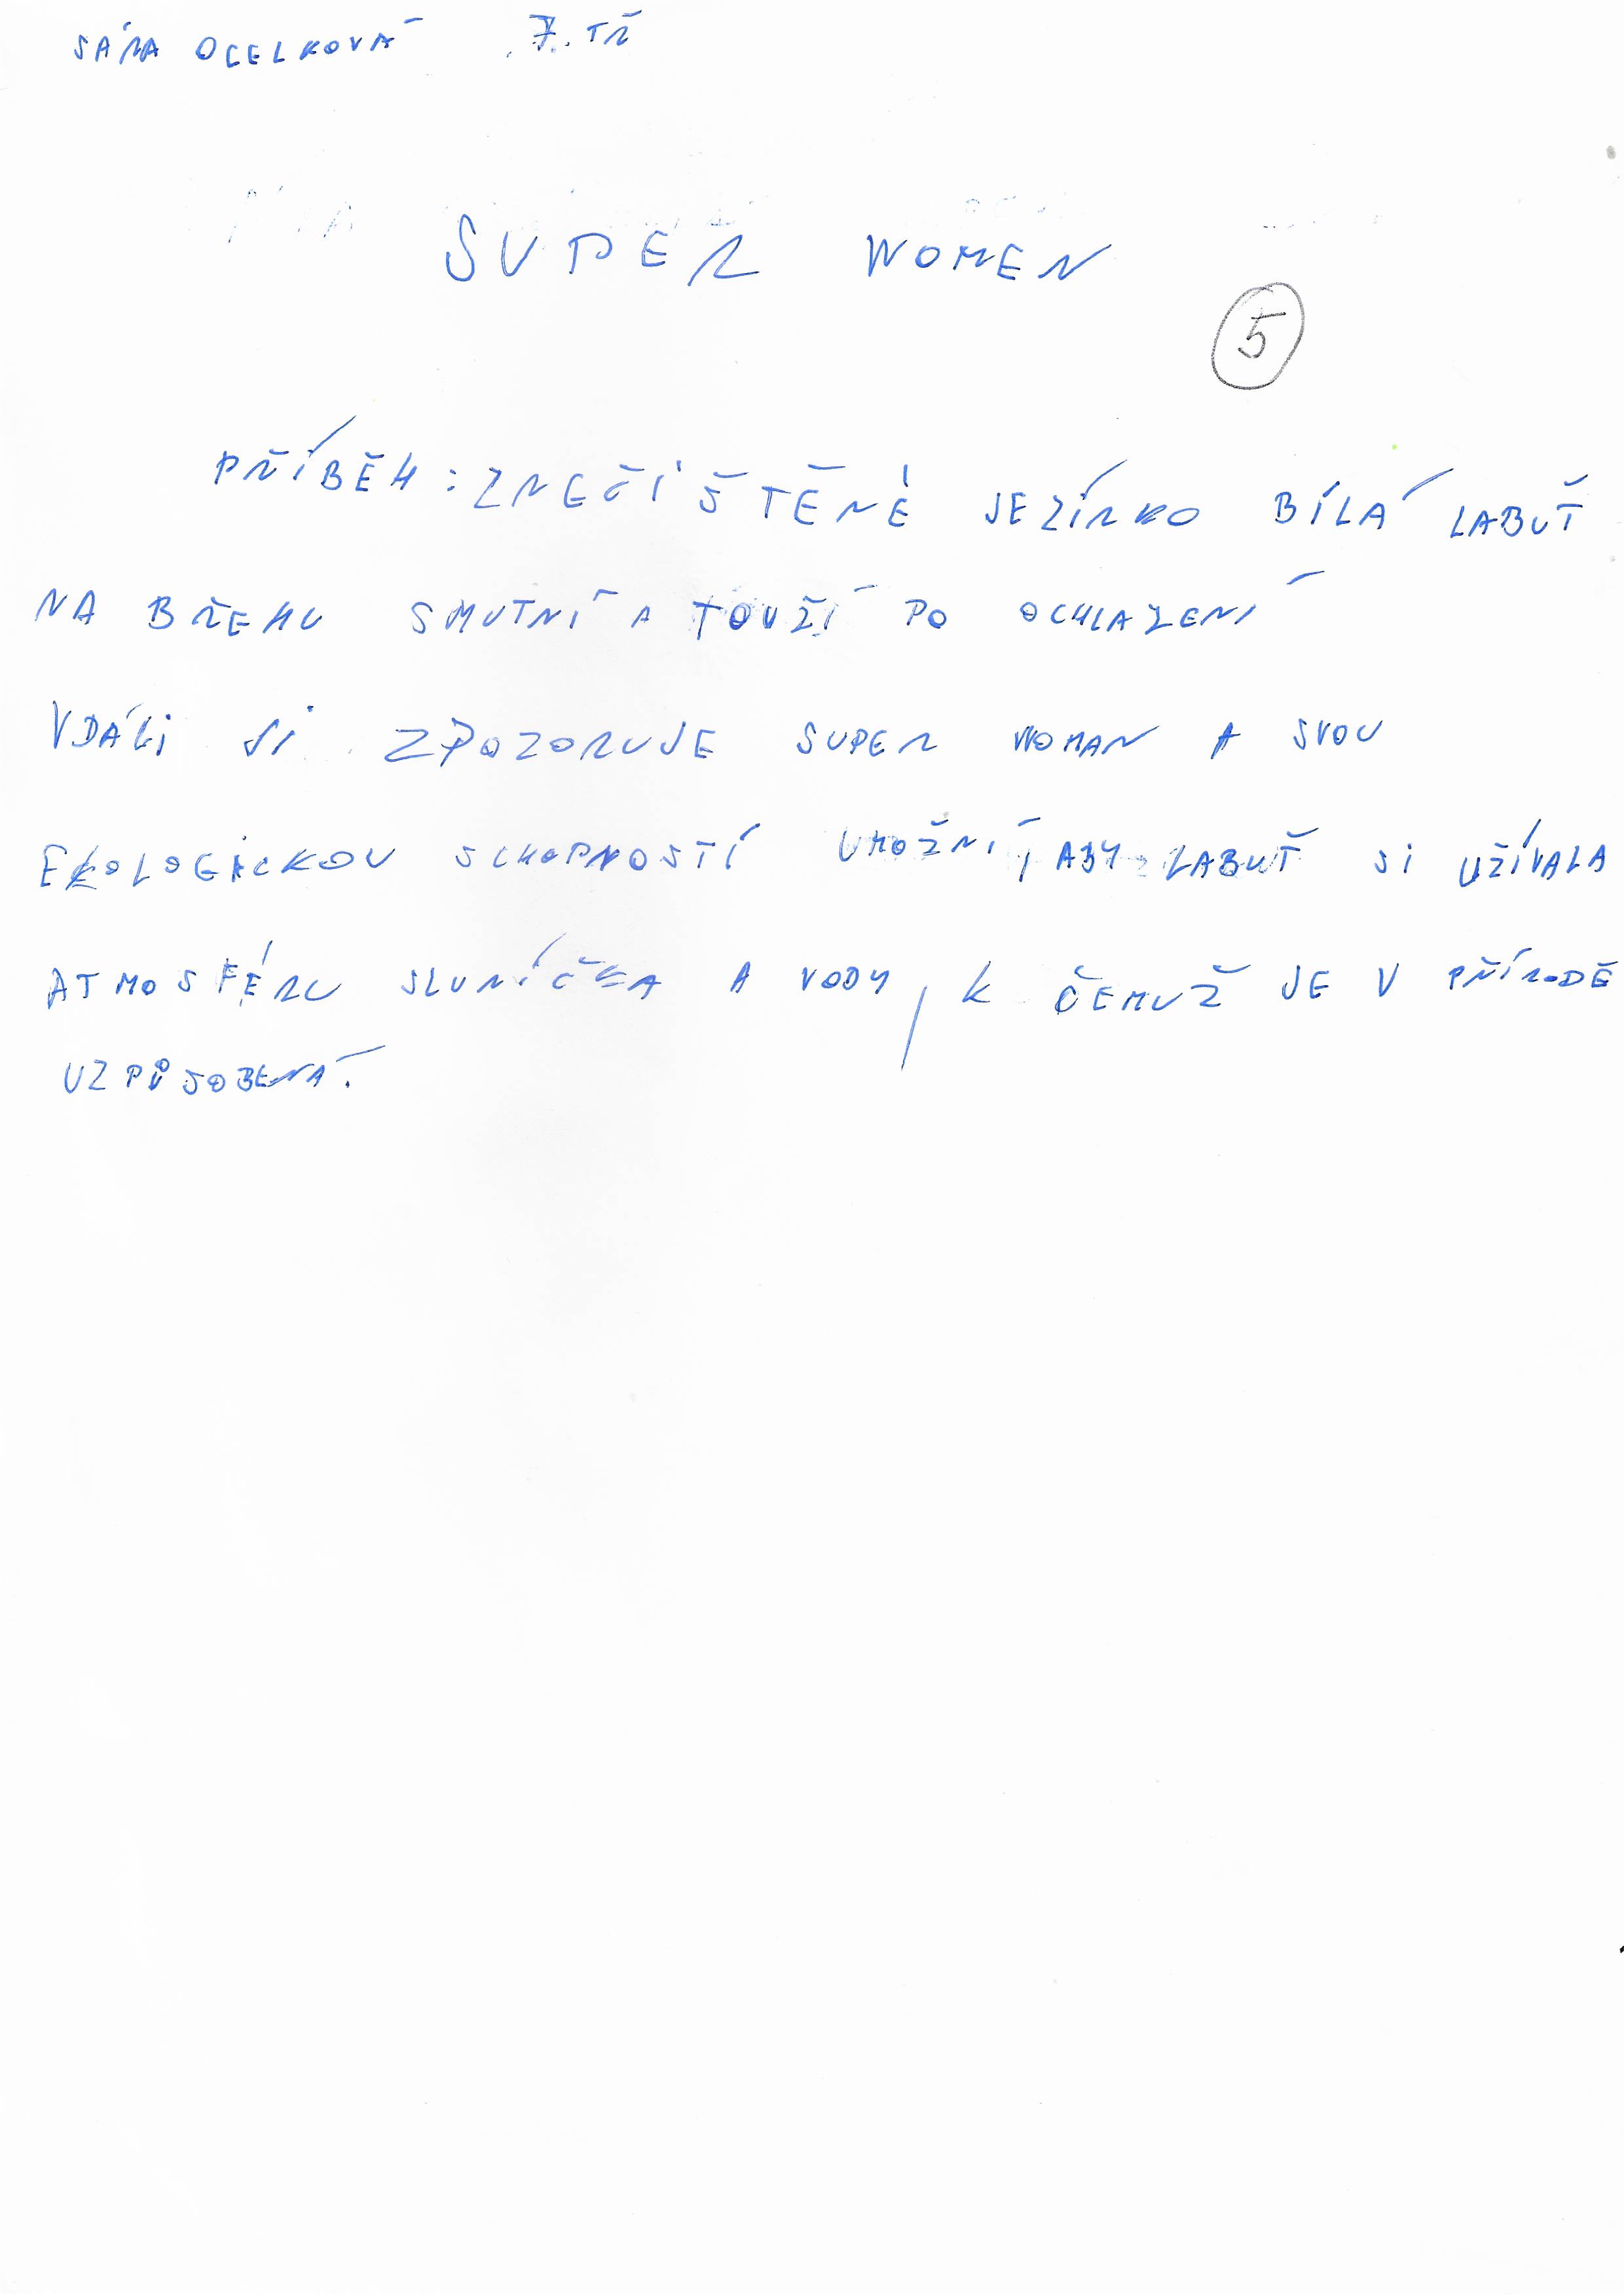 SÁRA OCELKOVÁ 7. TŘ
SUPER WOMEN
5
PŘÍBĚH: ZNEČÍŠTĚNÉ JEZÍRKO BÍLÁ LABUŤ
NA BŘEHU SMUTNÍ A TOUŽÍ PO OCHLAZENÍ
VDÁLI SI ZPOZORUJE SUPER WOMAN A SVOU
EKOLOGICKOU SCHOPNOSTÍ UMOŽNÍ, ABY LABUŤ SI UŽÍVALA
ATMOSFÉRU SLUNÍČKA A VODY, K ČEMUŽ JE V PŘÍRODĚ
UZPŮSOBENÁ.